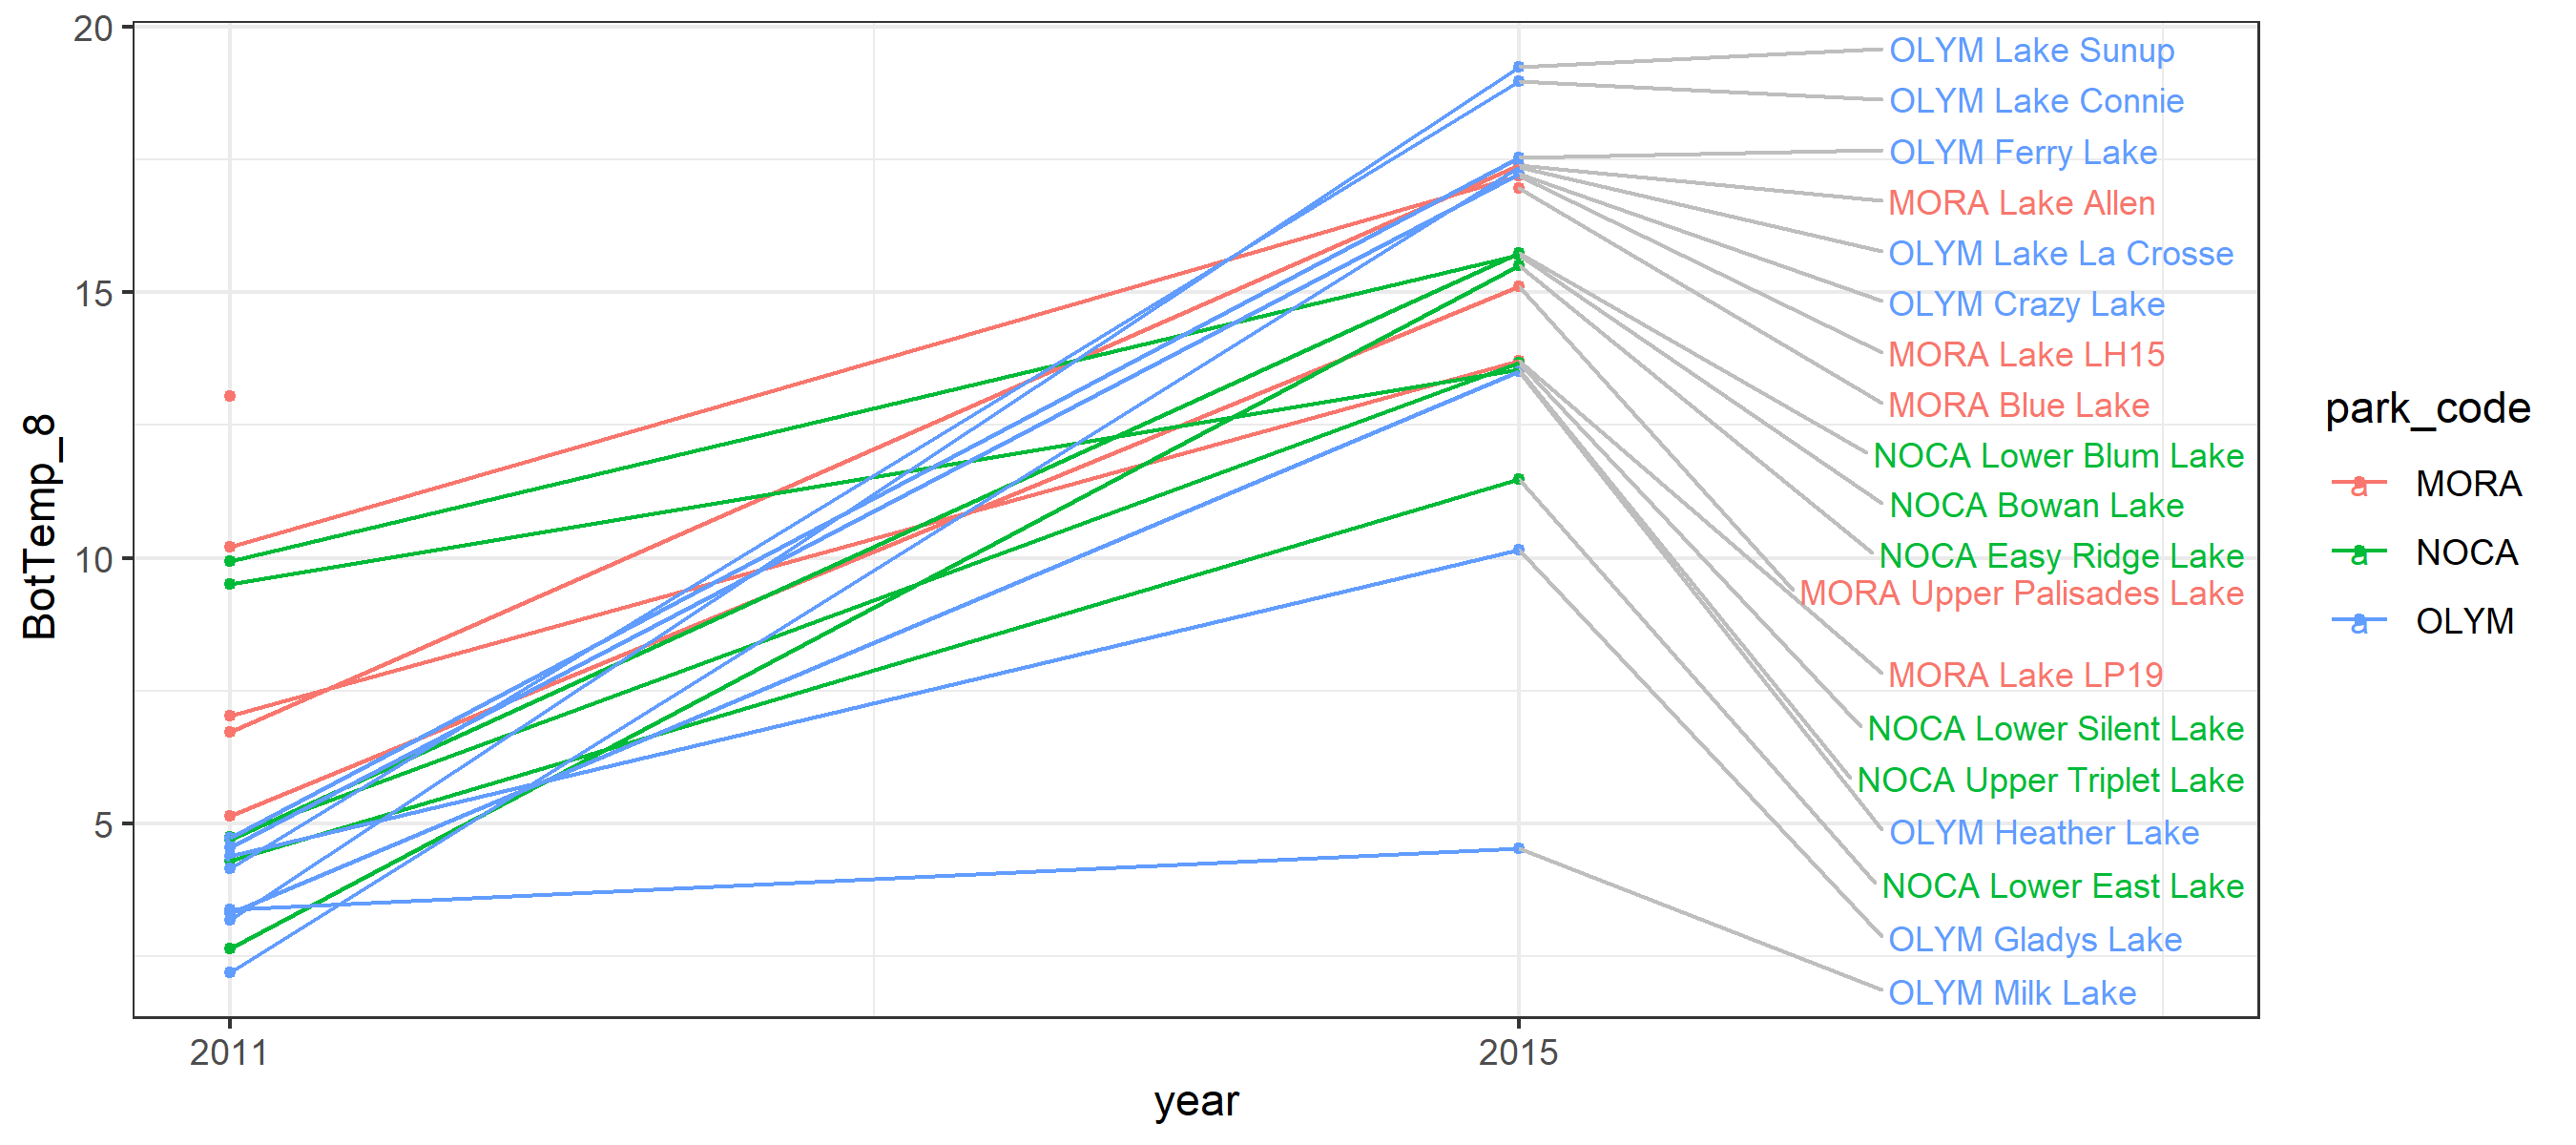 20
15
10
5
BotTemp_8
2011
2015
year
OLYM Lake Sunup
OLYM Lake Connie
OLYM Ferry Lake
MORA Lake Allen
OLYM Lake La Crosse
OLYM Crazy Lake
MORA Lake LH15
MORA Blue Lake
NOCA Lower Blum Lake
NOCA Bowan Lake
NOCA Easy Ridge Lake
MORA Upper Palisades Lake
MORA Lake LP19
NOCA Lower Silent Lake
NOCA Upper Triplet Lake
OLYM Heather Lake
NOCA Lower East Lake
OLYM Gladys Lake
OLYM Milk Lake
park_code
a MORA
a NOCA
a OLYM